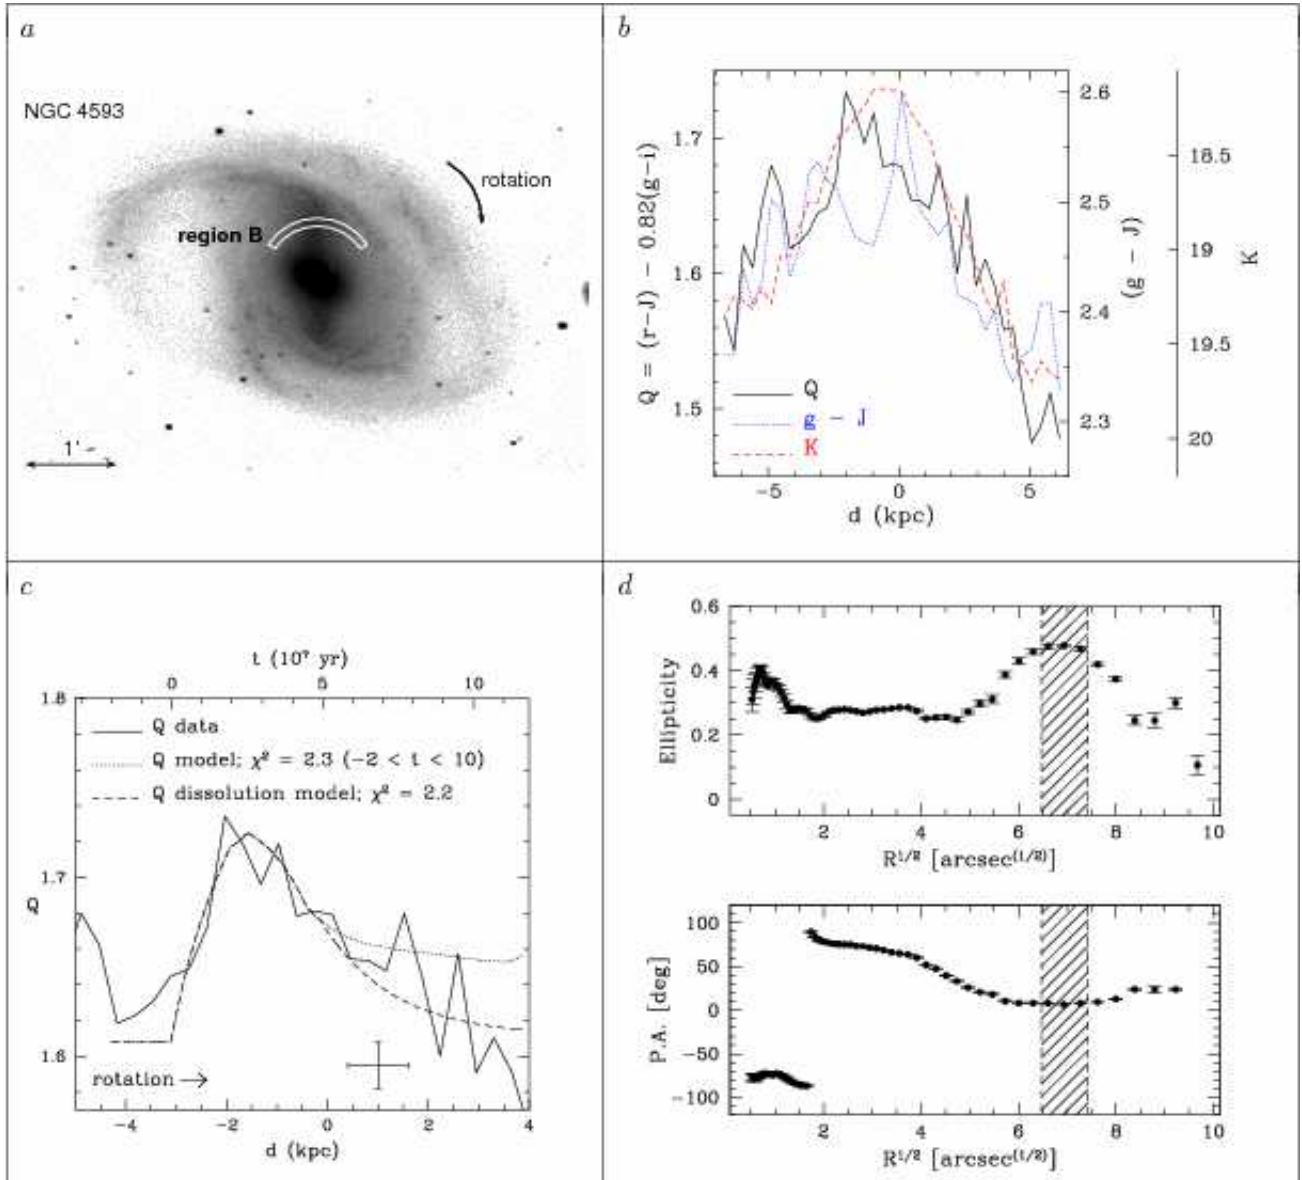 a
NGC 4593
rotation
region B
1'
b
Q = (r−J) − 0.82(g−i)
1.7
1.6
1.5
Q
g − J
K
−5
0
5
d (kpc)
2.6
2.5
2.4
2.3
(g − J)
18.5
19
19.5
20
K
c
t (10⁷ yr)
0
5
10
1.8
1.7
1.6
Q
Q data
Q model; χ² = 2.3 (−2 < t < 10)
Q dissolution model; χ² = 2.2
rotation →
−4
−2
0
2
4
d (kpc)
d
Ellipticity
0.6
0.4
0.2
0
2
4
6
8
10
R^1/2 [arcsec^(1/2)]
P.A. [deg]
100
50
0
−50
−100
2
4
6
8
10
R^1/2 [arcsec^(1/2)]